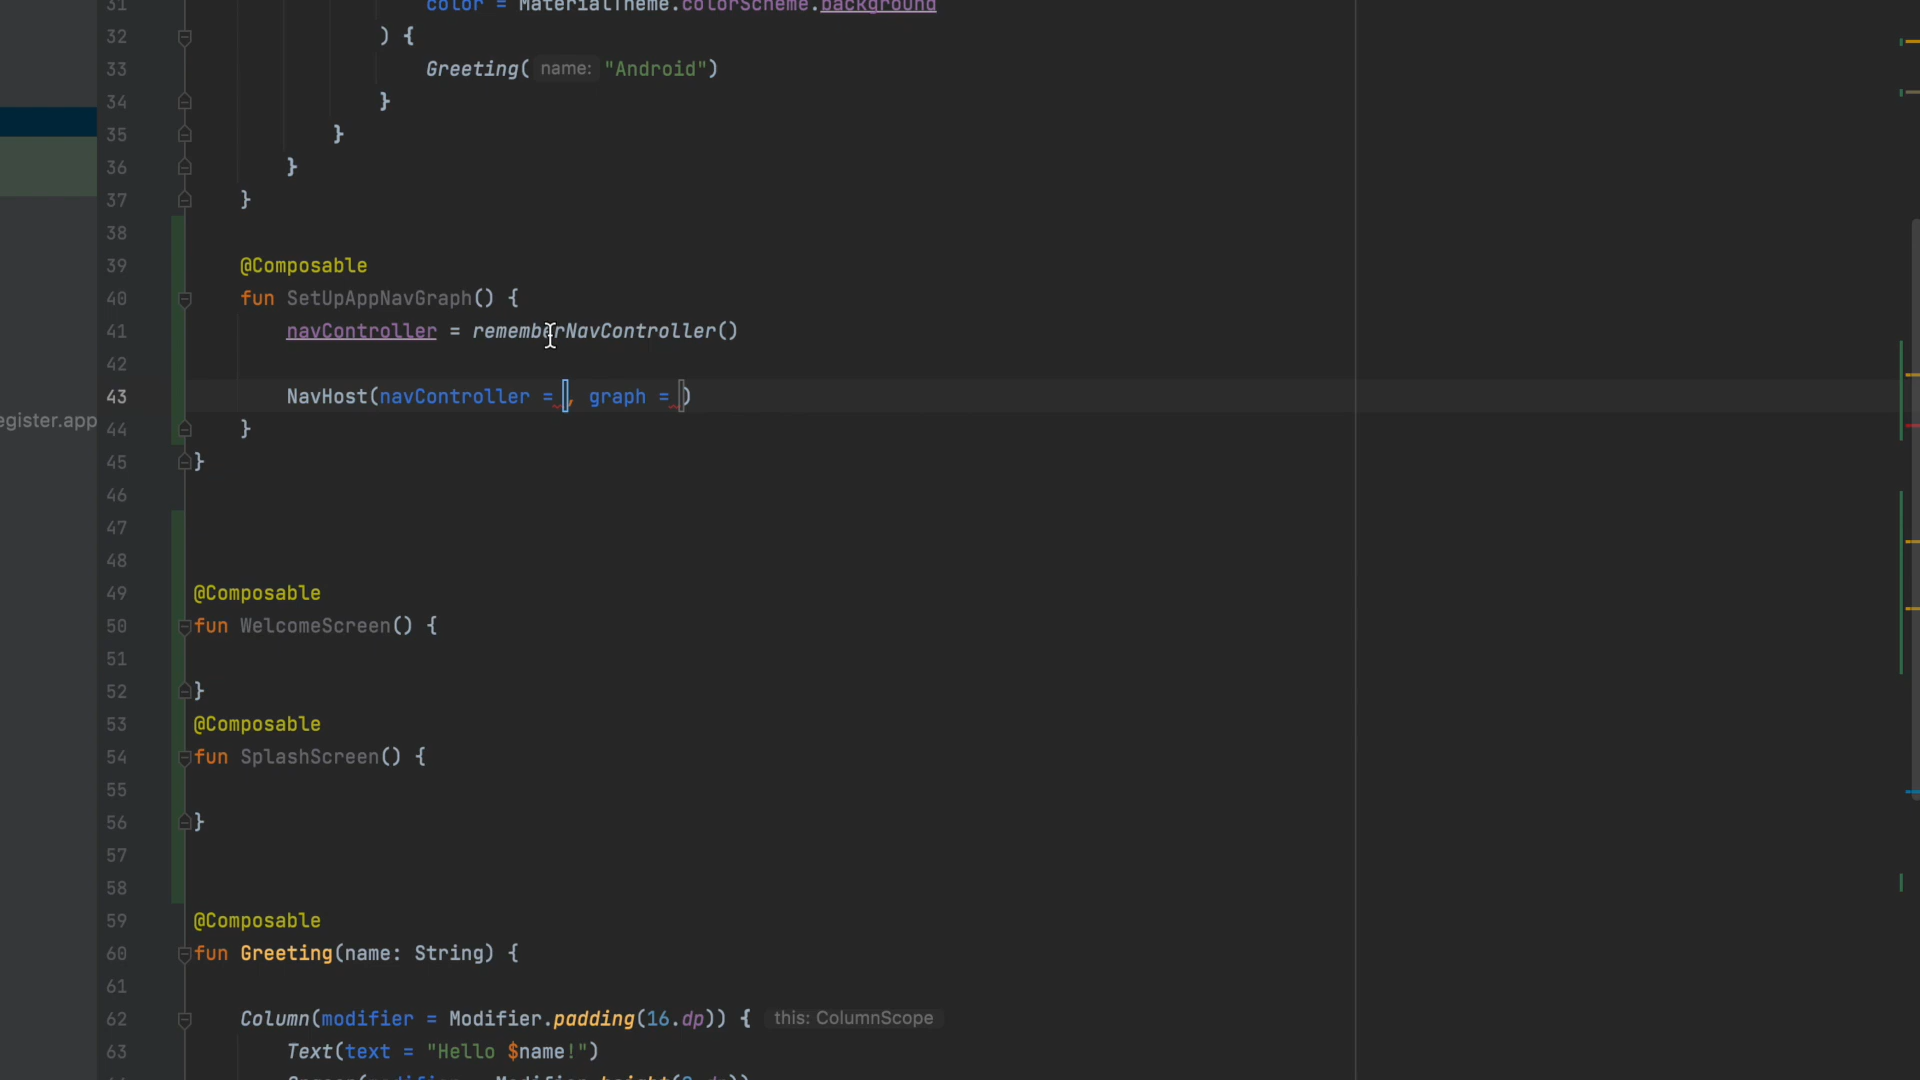 31 color = MaterialTheme.colorScheme.background
32 ) {
33 Greeting( name: "Android")
34 }
35 }
36 }
37 }
38
39 @Composable
40 fun SetUpAppNavGraph() {
41 navController = rememberNavController()
42
43 NavHost(navController = , graph = )
egister.app
44 }
45 }
46
47
48
49 @Composable
50 fun WelcomeScreen() {
51
52 }
53 @Composable
54 fun SplashScreen() {
55
56 }
57
58
59 @Composable
60 fun Greeting(name: String) {
61
62 Column(modifier = Modifier.padding(16.dp)) { this: ColumnScope
63 Text(text = "Hello $name!")